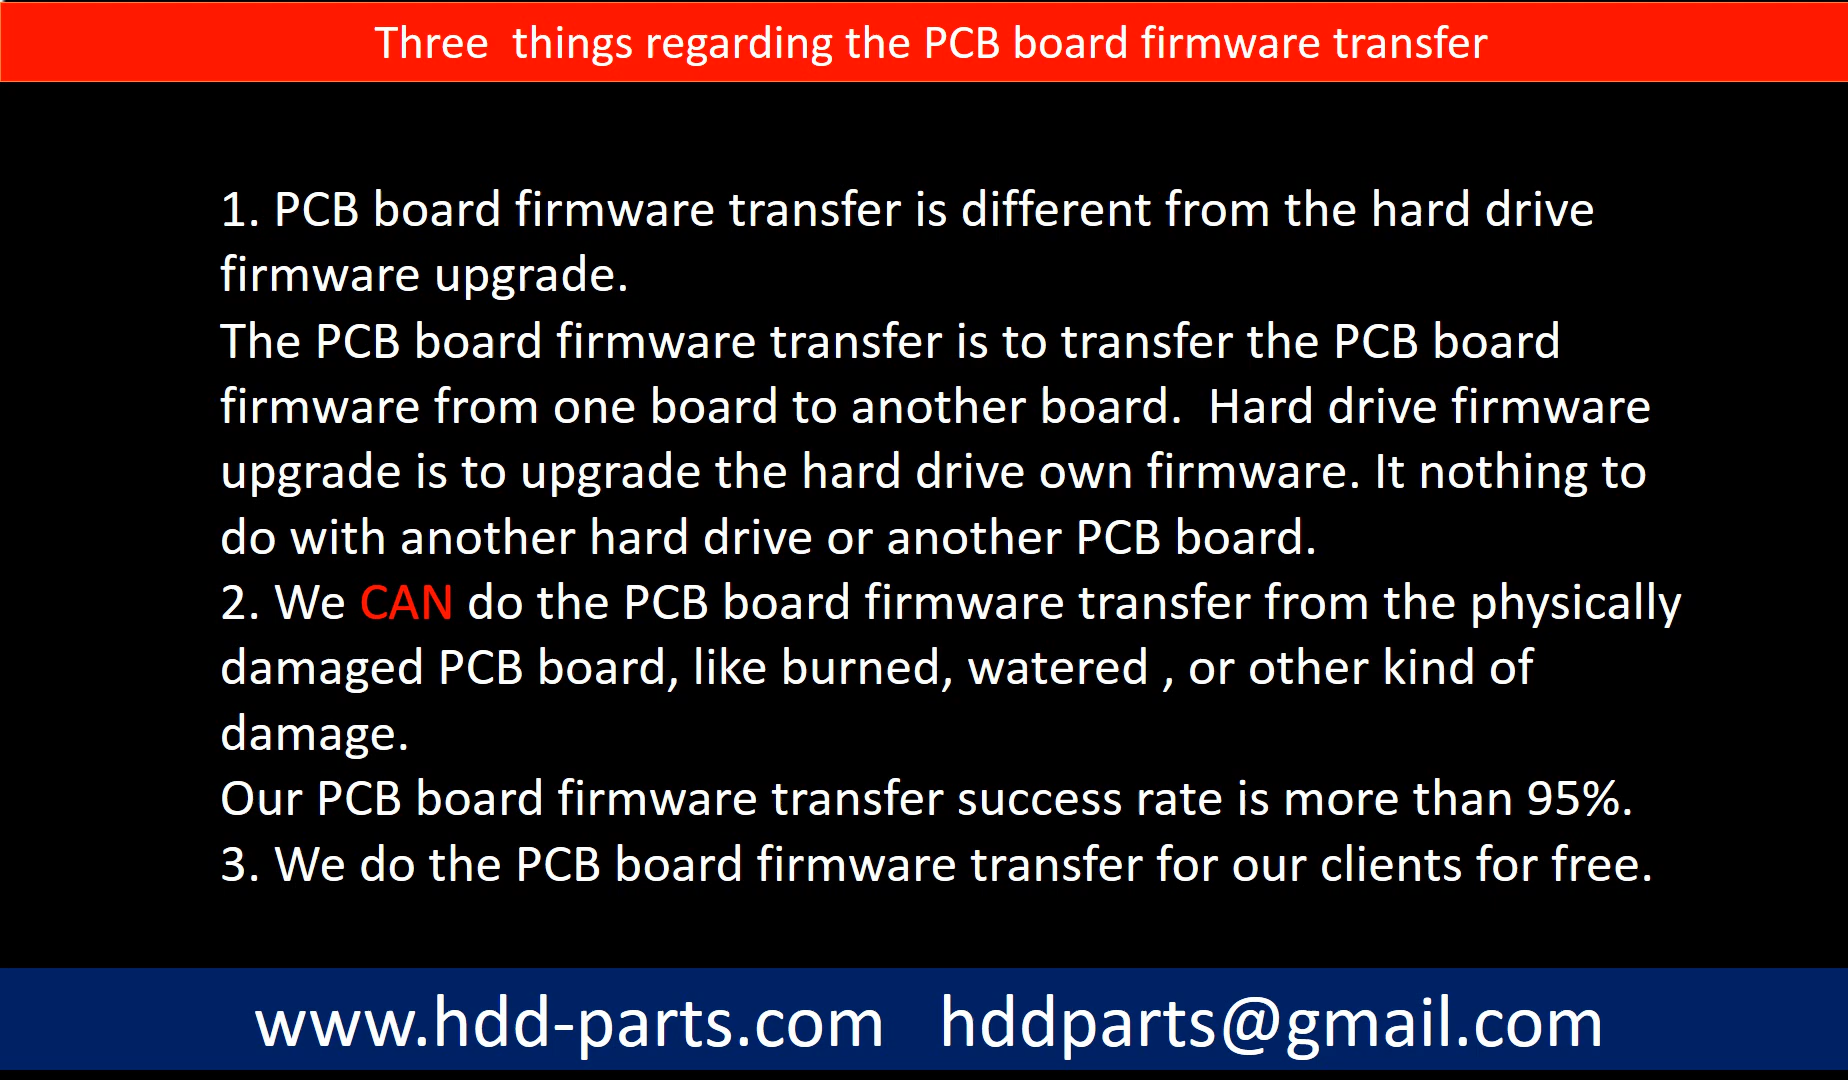 Three  things regarding the PCB board firmware transfer
1. PCB board firmware transfer is different from the hard drive
firmware upgrade.
The PCB board firmware transfer is to transfer the PCB board
firmware from one board to another board.  Hard drive firmware
upgrade is to upgrade the hard drive own firmware. It nothing to
do with another hard drive or another PCB board.
2. We CAN do the PCB board firmware transfer from the physically
damaged PCB board, like burned, watered , or other kind of
damage.
Our PCB board firmware transfer success rate is more than 95%.
3. We do the PCB board firmware transfer for our clients for free.
www.hdd-parts.com   hddparts@gmail.com